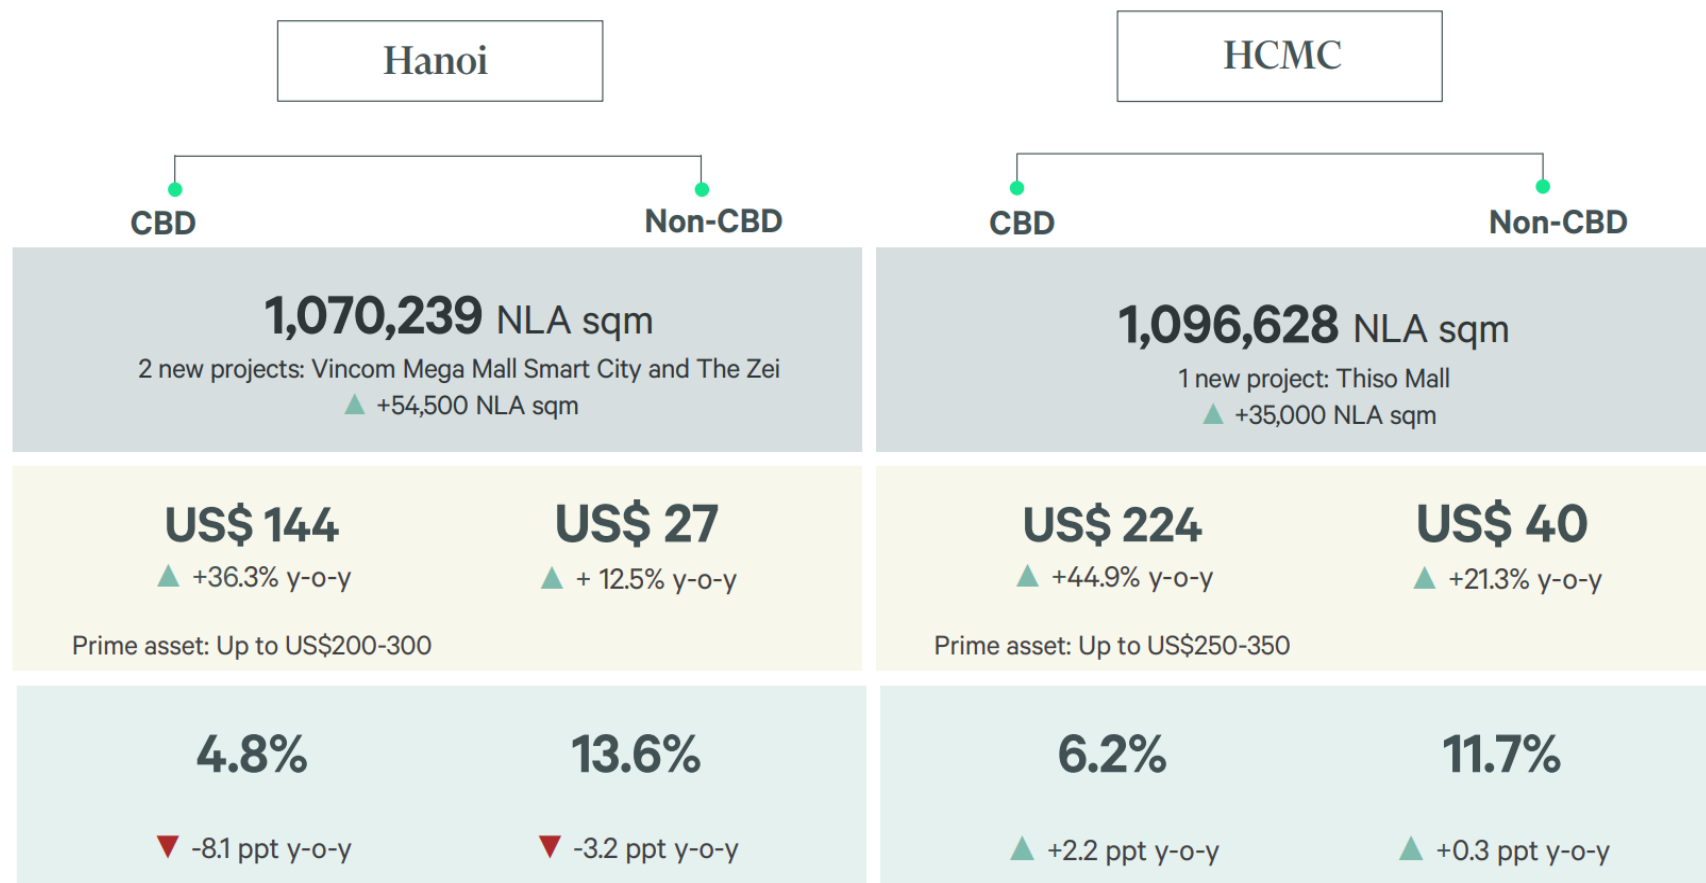 Hanoi
CBD
Non-CBD
1,070,239 NLA sqm
2 new projects: Vincom Mega Mall Smart City and The Zei
▲ +54,500 NLA sqm
US$ 144
▲ +36.3% y-o-y
US$ 27
▲ + 12.5% y-o-y
Prime asset: Up to US$200-300
4.8%
▼ -8.1 ppt y-o-y
13.6%
▼ -3.2 ppt y-o-y
HCMC
CBD
Non-CBD
1,096,628 NLA sqm
1 new project: Thiso Mall
▲ +35,000 NLA sqm
US$ 224
▲ +44.9% y-o-y
US$ 40
▲ +21.3% y-o-y
Prime asset: Up to US$250-350
6.2%
▲ +2.2 ppt y-o-y
11.7%
▲ +0.3 ppt y-o-y